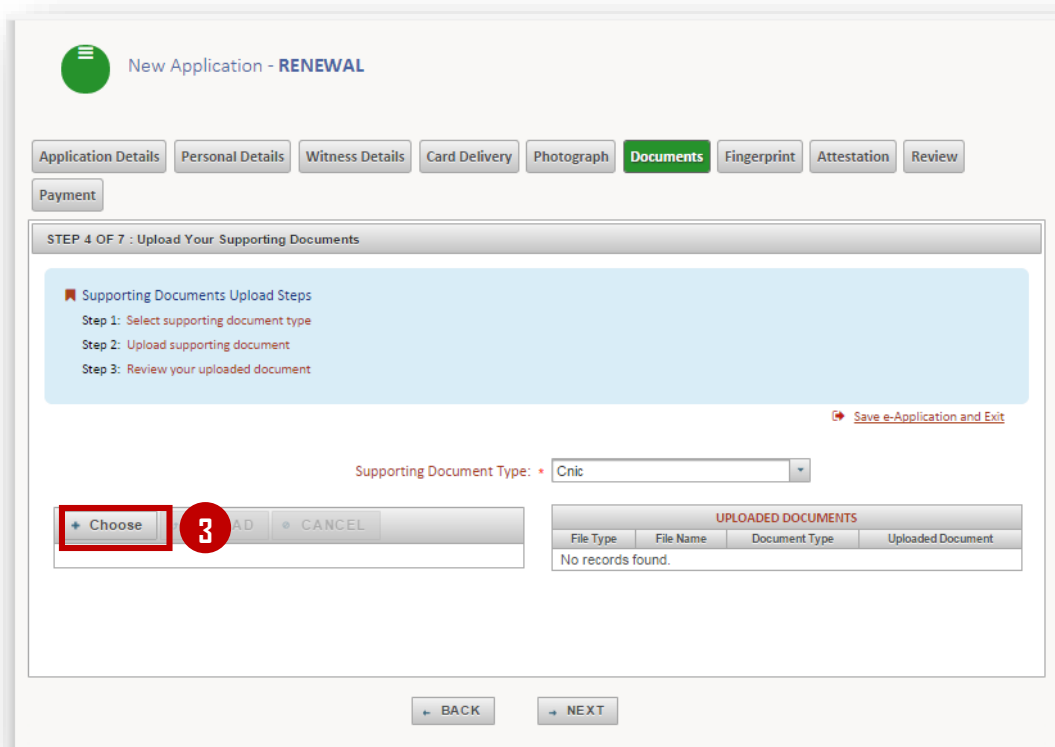 New Application - RENEWAL
Application Details Personal Details Witness Details Card Delivery Photograph Documents Fingerprint Attestation Review
Payment
STEP 4 OF 7 : Upload Your Supporting Documents
Supporting Documents Upload Steps
Step 1: Select supporting document type
Step 2: Upload supporting document
Step 3: Review your uploaded document
Save e-Application and Exit
Supporting Document Type: * Cnic
+ Choose 3 AD CANCEL
UPLOADED DOCUMENTS
File Type File Name Document Type Uploaded Document
No records found.
← BACK → NEXT